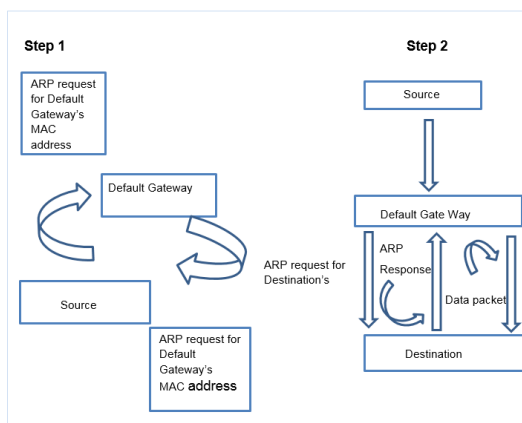 Step 1
ARP request
for Default
Gateway's
MAC
address
Default Gateway
Source
ARP request for
Default
Gateway's
MAC address
ARP request for
Destination's
Step 2
Source
Default Gate Way
ARP
Response
Data packet
Destination